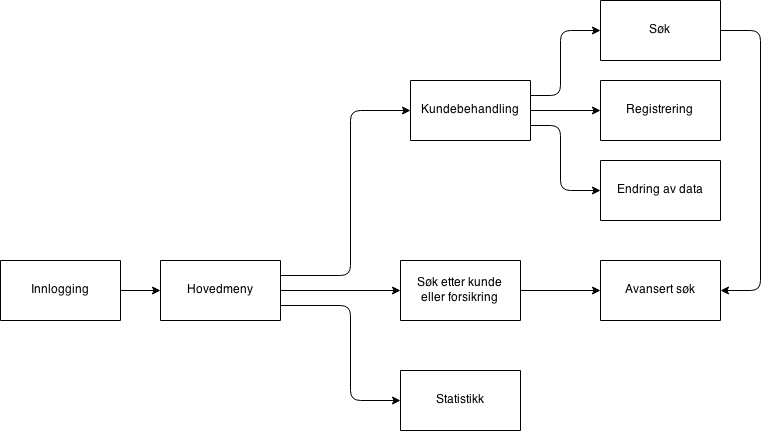 Søk
Kundebehandling
Registrering
Endring av data
Innlogging
Hovedmeny
Søk etter kunde
eller forsikring
Avansert søk
Statistikk